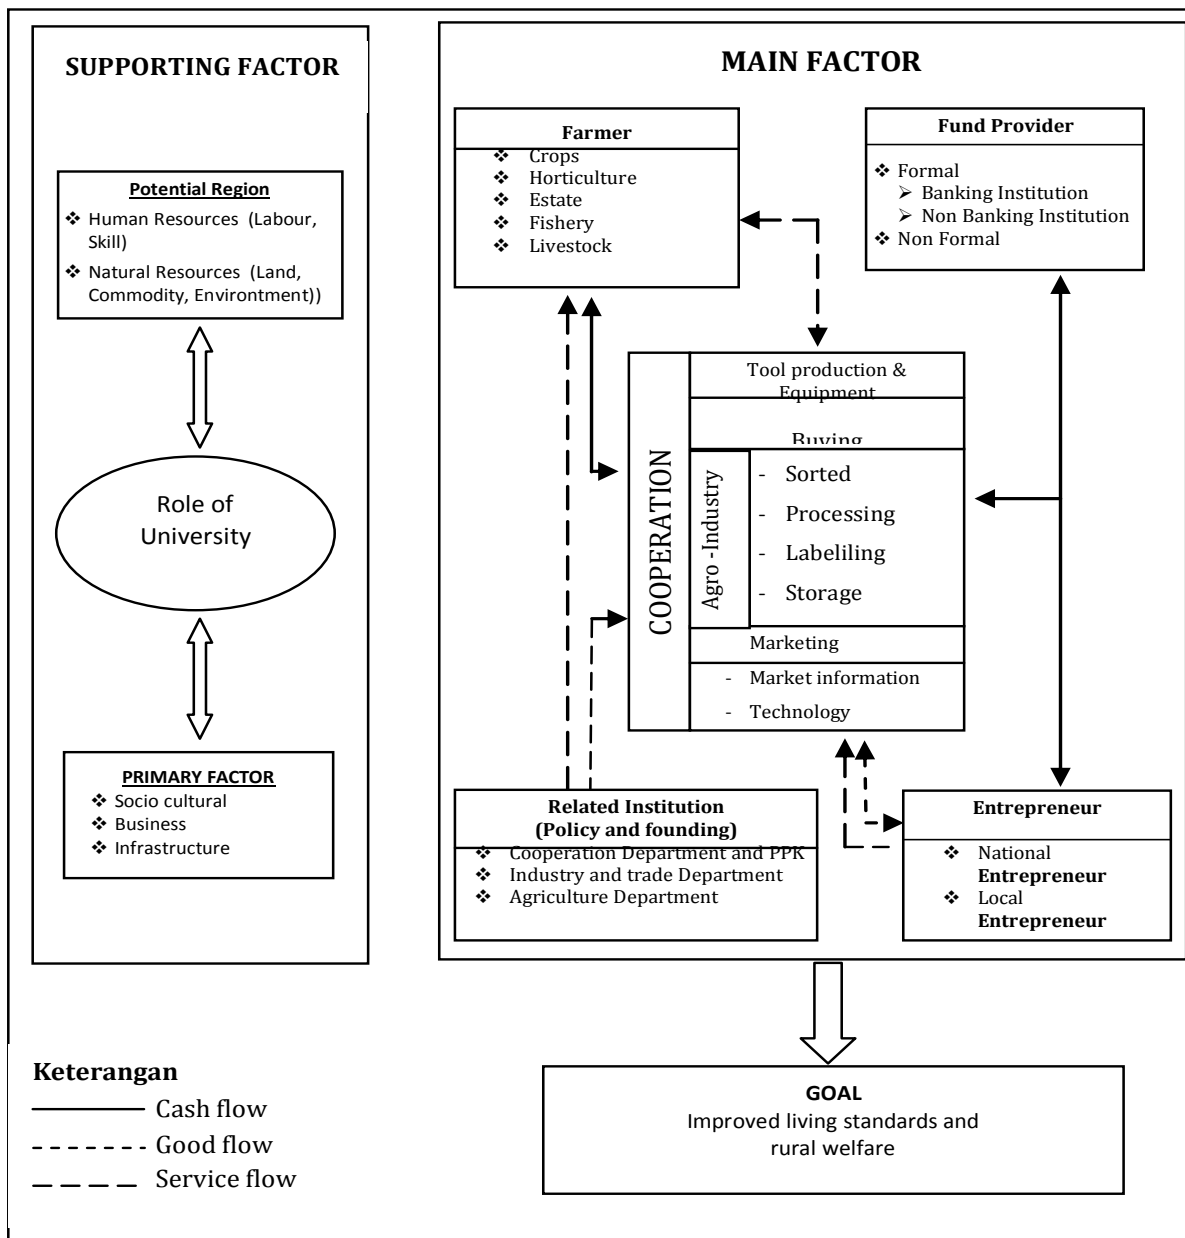 SUPPORTING FACTOR
Potential Region
❖ Human Resources (Labour,
Skill)
❖ Natural Resources (Land,
Commodity, Environtment))
Role of
University
PRIMARY FACTOR
❖ Socio cultural
❖ Business
❖ Infrastructure
MAIN FACTOR
Farmer
❖ Crops
❖ Horticulture
❖ Estate
❖ Fishery
❖ Livestock
Fund Provider
❖ Formal
➢ Banking Institution
➢ Non Banking Institution
❖ Non Formal
COOPERATION
Tool production &
Equipment
Buying
Agro -Industry
- Sorted
- Processing
- Labeliling
- Storage
Marketing
- Market information
- Technology
Related Institution
(Policy and founding)
❖ Cooperation Department and PPK
❖ Industry and trade Department
❖ Agriculture Department
Entrepreneur
❖ National
Entrepreneur
❖ Local
Entrepreneur
Keterangan
Cash flow
Good flow
Service flow
GOAL
Improved living standards and
rural welfare